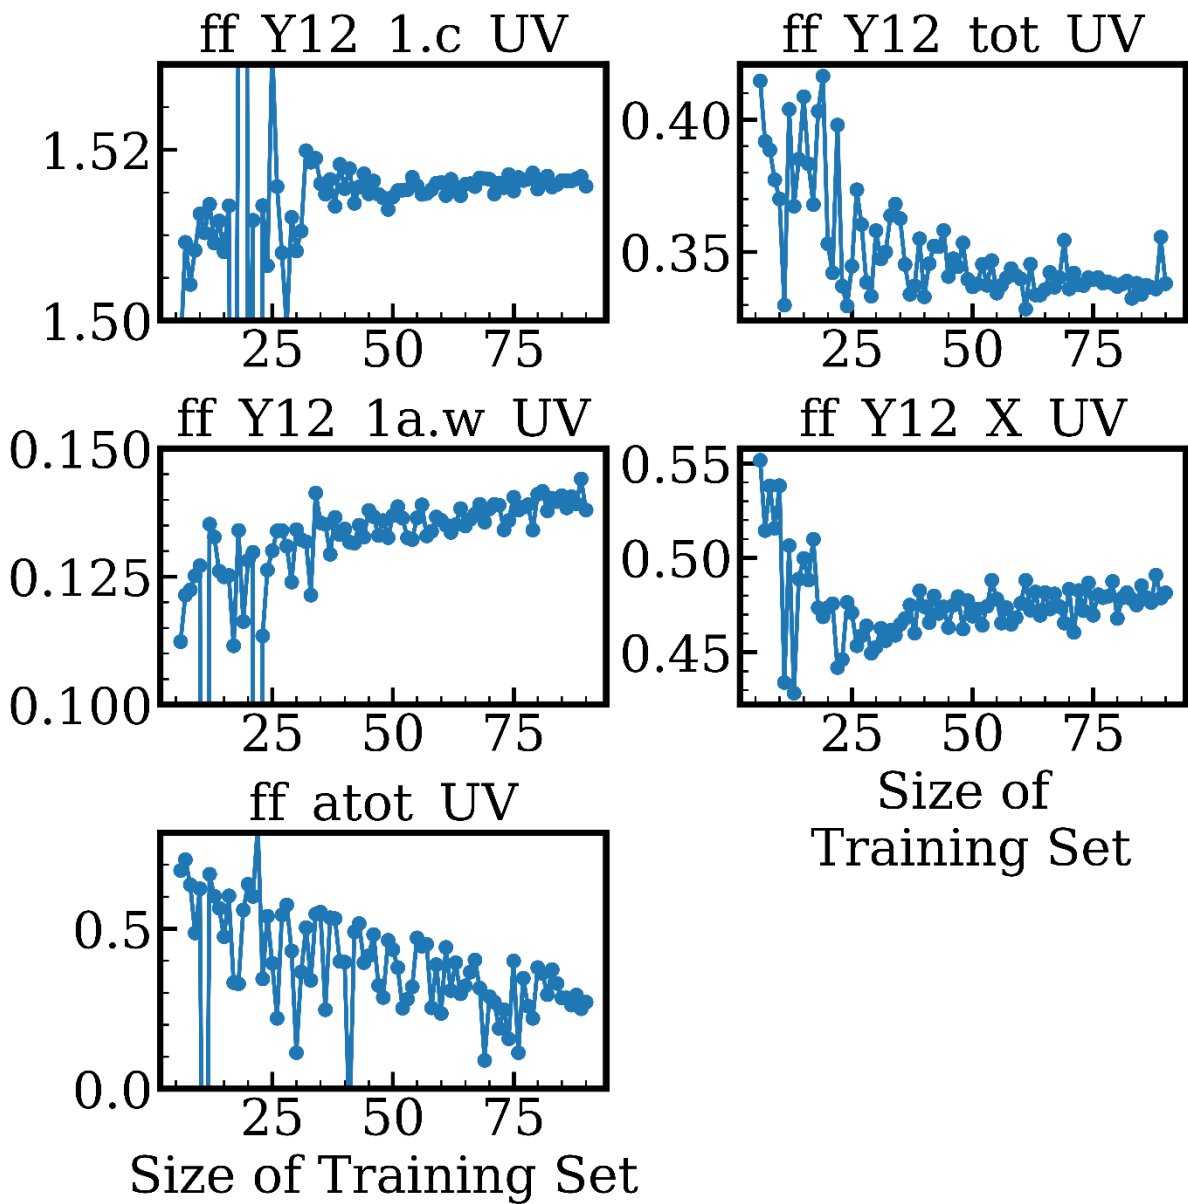 ff Y12 1.c UV
1.52
1.50
25 50 75
ff Y12 tot UV
0.40
0.35
25 50 75
ff Y12 1a.w UV
0.150
0.125
0.100
25 50 75
ff Y12 X UV
0.55
0.50
0.45
25 50 75
Size of
Training Set
ff atot UV
0.5
0.0
25 50 75
Size of Training Set